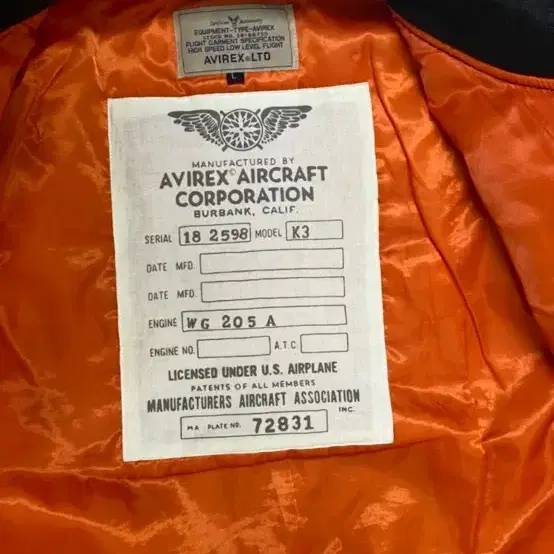 EQUIPMENT-TYPE-AVIREX
FLIGHT GARMENT SPECIFICATION
HIGH SPEED LOW LEVEL FLIGHT
AVIREX LTD
L
MANUFACTURED BY
AVIREX© AIRCRAFT
CORPORATION
BURBANK, CALIF.
SERIAL 18 2598 MODEL K3
DATE MFD.
DATE MFD.
ENGINE WG 205 A
ENGINE NO. A.T.C.
LICENSED UNDER U.S. AIRPLANE
PATENTS OF ALL MEMBERS
MANUFACTURERS AIRCRAFT ASSOCIATION
INC.
MA PLATE NO. 72831